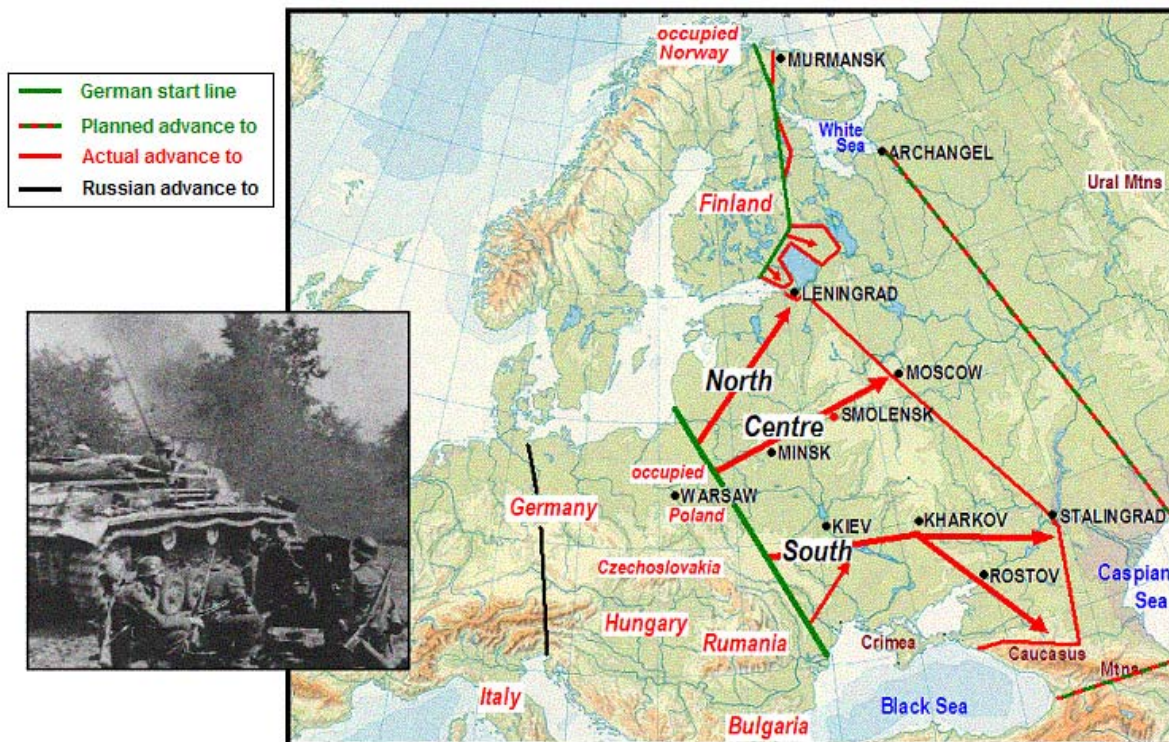 German start line
Planned advance to
Actual advance to
Russian advance to
occupied
Norway
MURMANSK
White
Sea
ARCHANGEL
Ural Mtns
Finland
LENINGRAD
North
MOSCOW
Centre
SMOLENSK
MINSK
occupied
WARSAW
Poland
Germany
KIEV
KHARKOV
STALINGRAD
South
Czechoslovakia
ROSTOV
Caspian
Sea
Hungary
Rumania
Crimea
Caucasus
Mtns
Italy
Black Sea
Bulgaria